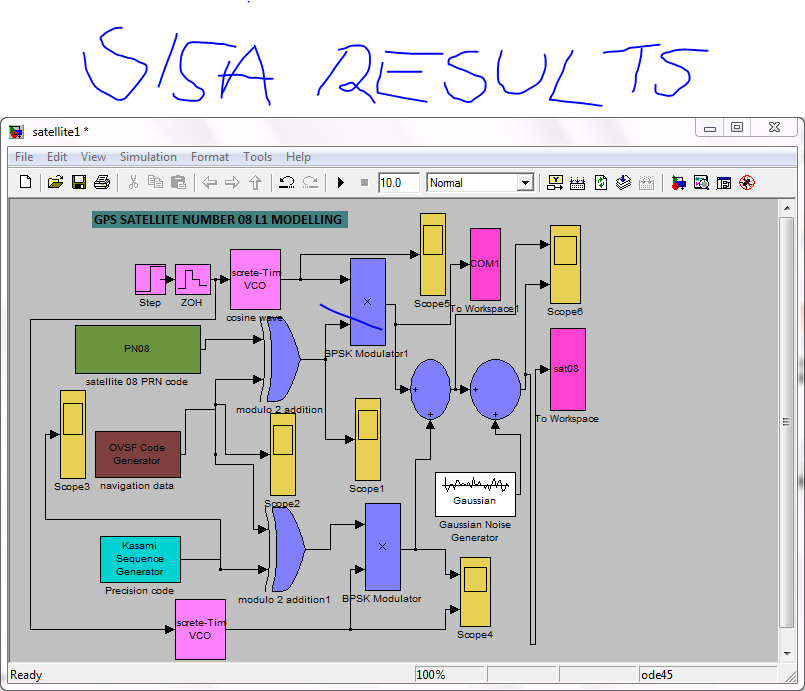 S/5A RESULTS
satellite1 *
File Edit View Simulation Format Tools Help
10.0 Normal
GPS SATELLITE NUMBER 08 L1 MODELLING
Step
ZOH
screte-Tim
VCO
cosine wave
Scope5
COM1
To Workspace1
Scope6
×
BPSK Modulator1
PN08
satellite 08 PRN code
modulo 2 addition
sat08
To Workspace
Scope3
OVSF Code
Generator
navigation data
Scope2
Scope1
Gaussian
Gaussian Noise
Generator
Kasami
Sequence
Generator
Precision code
modulo 2 addition1
×
BPSK Modulator
Scope4
screte-Tim
VCO
Ready 100% ode45